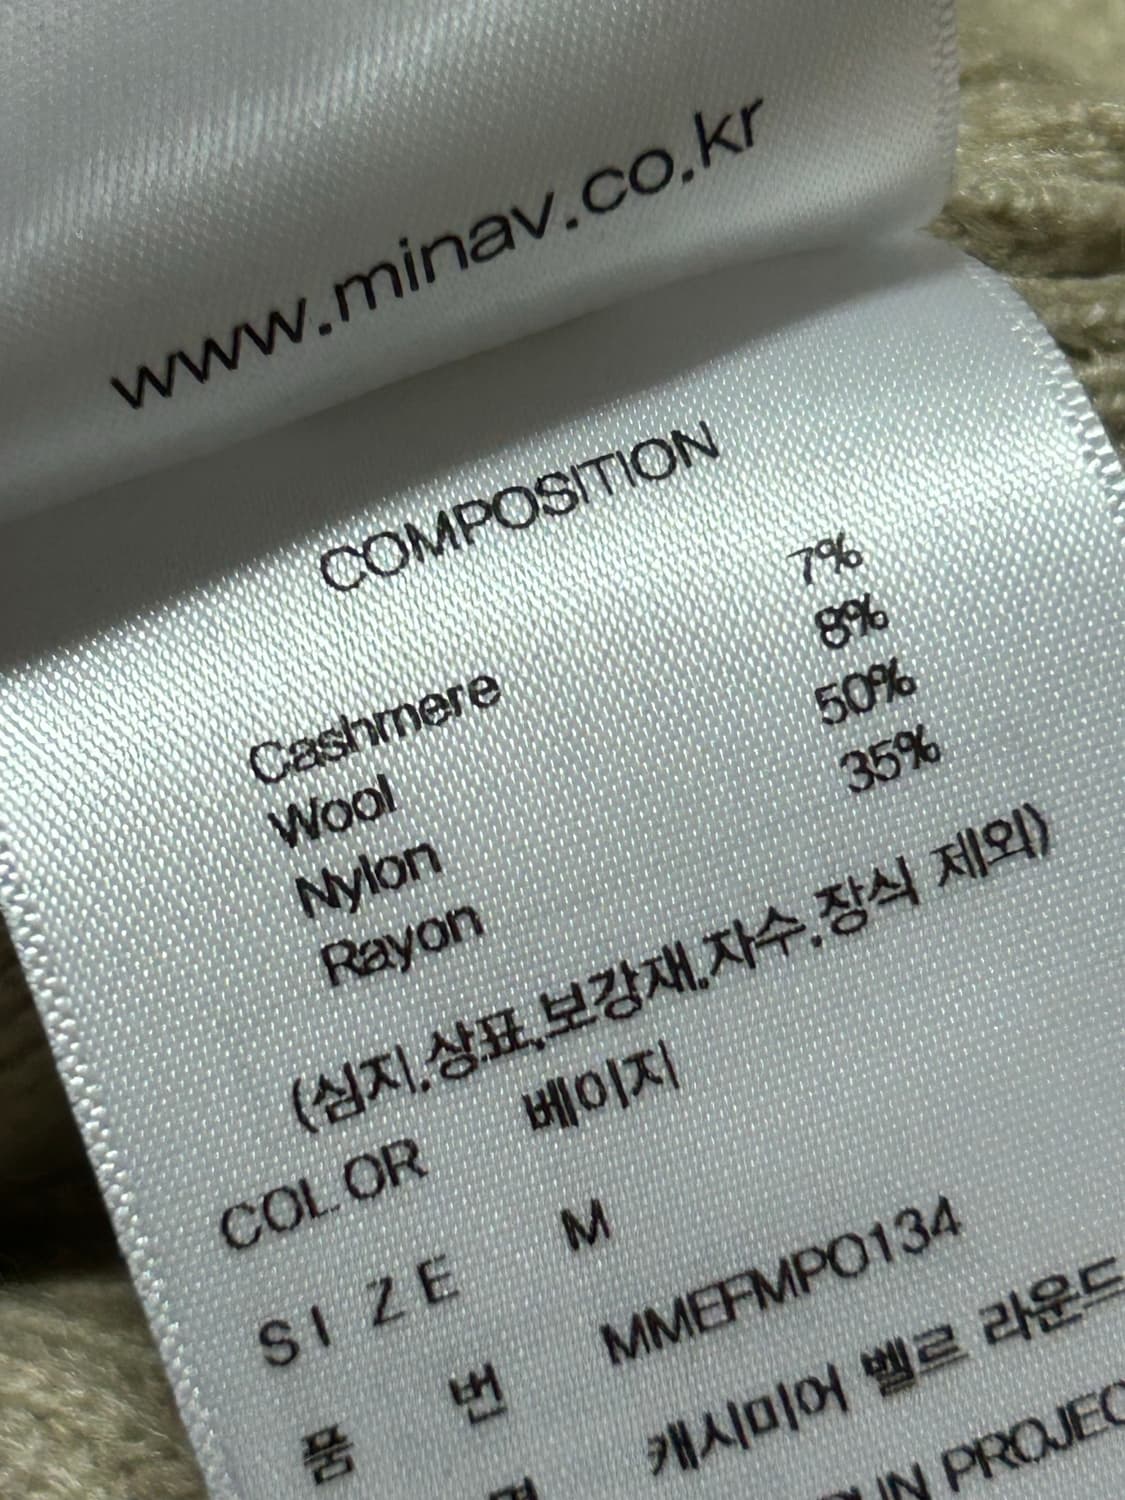 www.minav.co.kr
COMPOSITION
Cashmere 7%
Wool 8%
Nylon 50%
Rayon 35%
(심지.상표.보강재.자수.장식 제외)
COLOR 베이지
SIZE M
품 번 MMEFMPO134
캐시미어 벨르 라운드
PROJEC